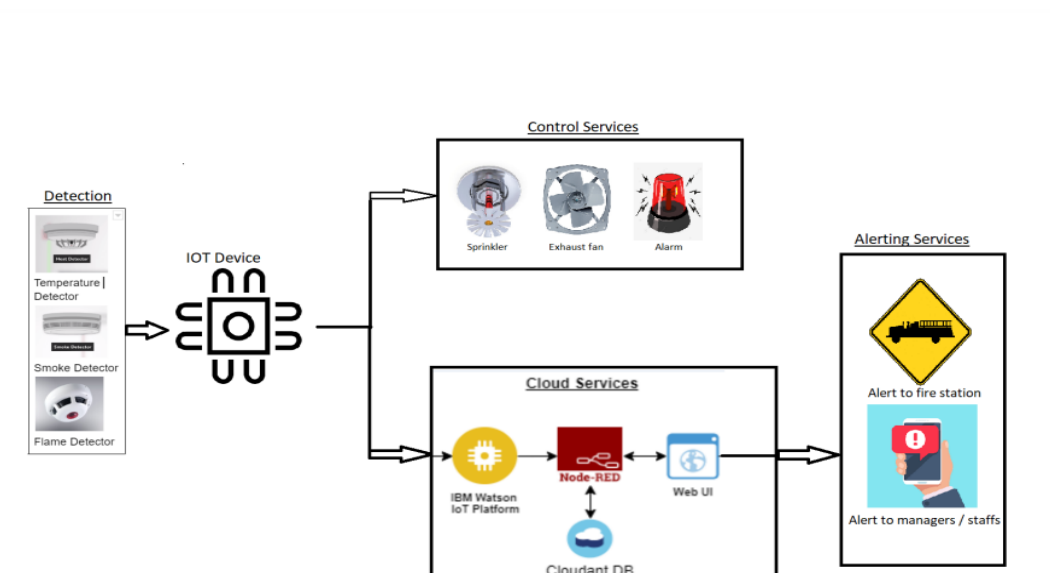 Control Services
Sprinkler
Exhaust fan
Alarm
Detection
Heat Detector
Temperature
Detector
Smoke Detector
Smoke Detector
Flame Detector
IOT Device
Cloud Services
IBM Watson
IoT Platform
Node-RED
Web UI
Cloudant DB
Alerting Services
Alert to fire station
Alert to managers / staffs